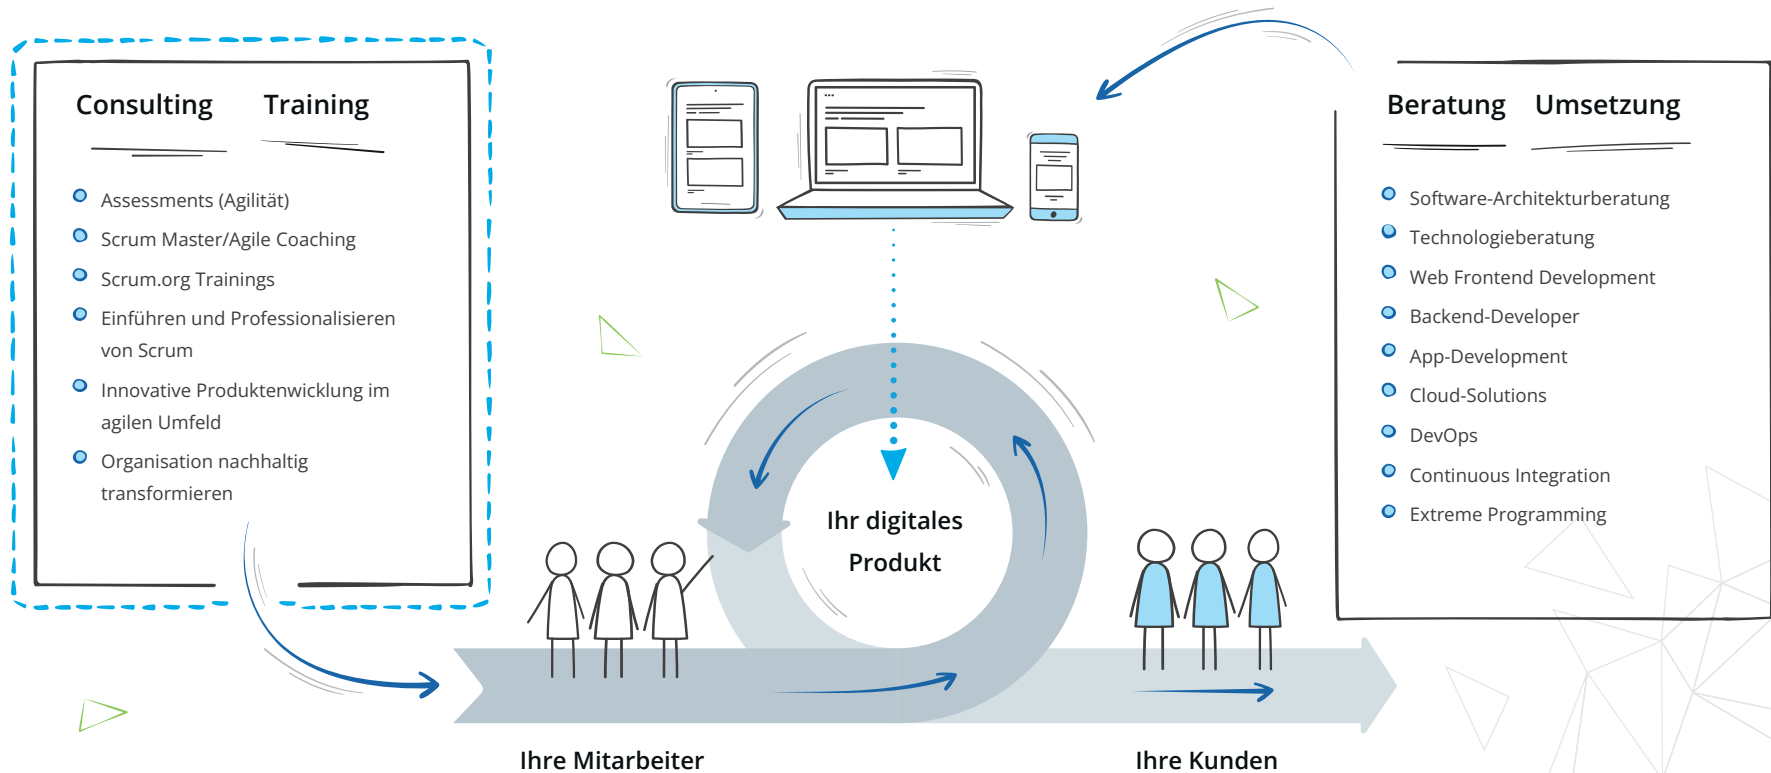 Consulting Training
Assessments (Agilität)
Scrum Master/Agile Coaching
Scrum.org Trainings
Einführen und Professionalisieren
von Scrum
Innovative Produktenwicklung im
agilen Umfeld
Organisation nachhaltig
transformieren
Ihr digitales
Produkt
Ihre Mitarbeiter
Ihre Kunden
Beratung Umsetzung
Software-Architekturberatung
Technologieberatung
Web Frontend Development
Backend-Developer
App-Development
Cloud-Solutions
DevOps
Continuous Integration
Extreme Programming